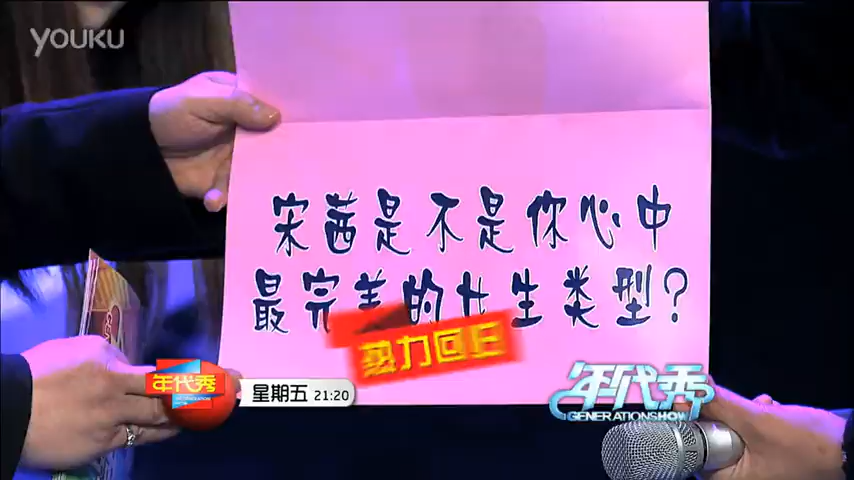 YOUKU
宋茜是不是你心中
最完美的女生类型?
热力回归
年代秀
星期五 21:20
年代秀
GENERATIONSHOW